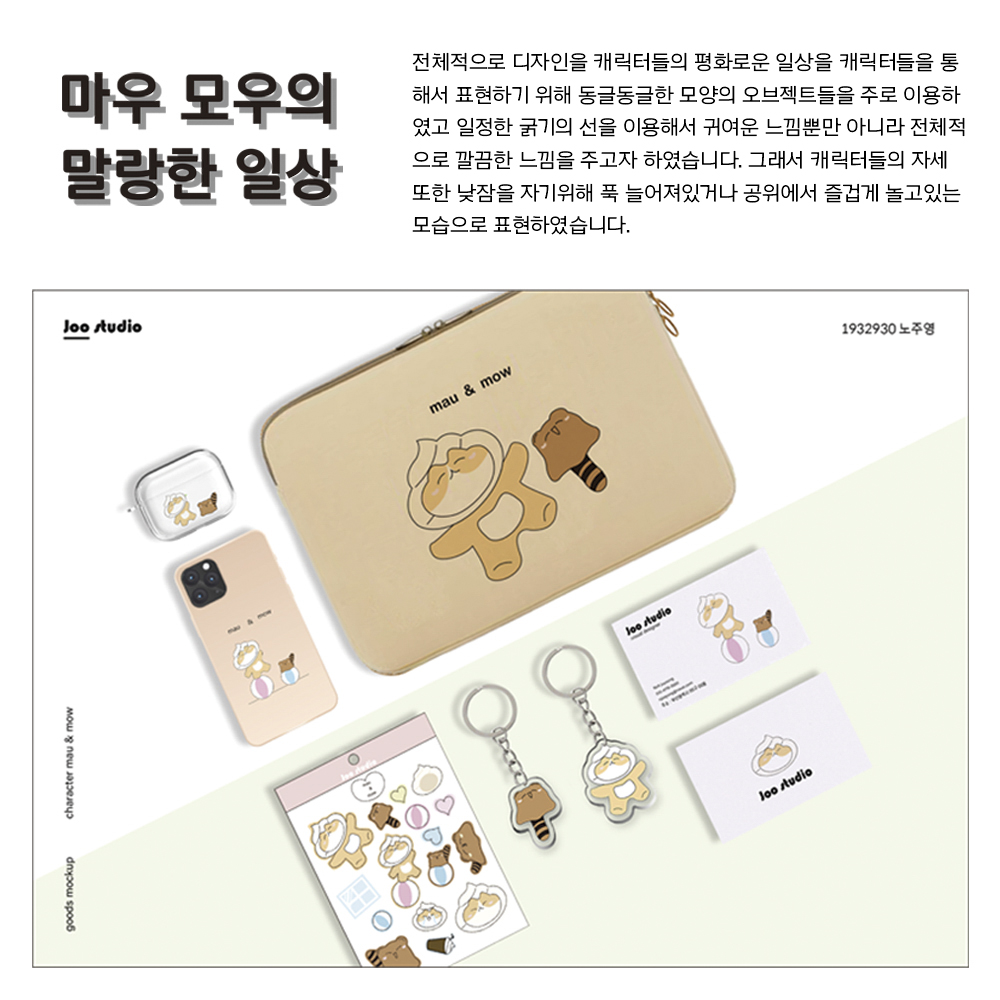 마우 모우의
말랑한 일상
전체적으로 디자인을 캐릭터들의 평화로운 일상을 캐릭터들을 통
해서 표현하기 위해 동글동글한 모양의 오브젝트들을 주로 이용하
였고 일정한 굵기의 선을 이용해서 귀여운 느낌뿐만 아니라 전체적
으로 깔끔한 느낌을 주고자 하였습니다. 그래서 캐릭터들의 자세
또한 낮잠을 자기위해 푹 늘어져있거나 공위에서 즐겁게 놀고있는
모습으로 표현하였습니다.
Joo studio
1932930 노주영
mau & mow
mau & mow
Joo studio
visual designer
Joo studio
Joo studio
character mau & mow
goods mockup